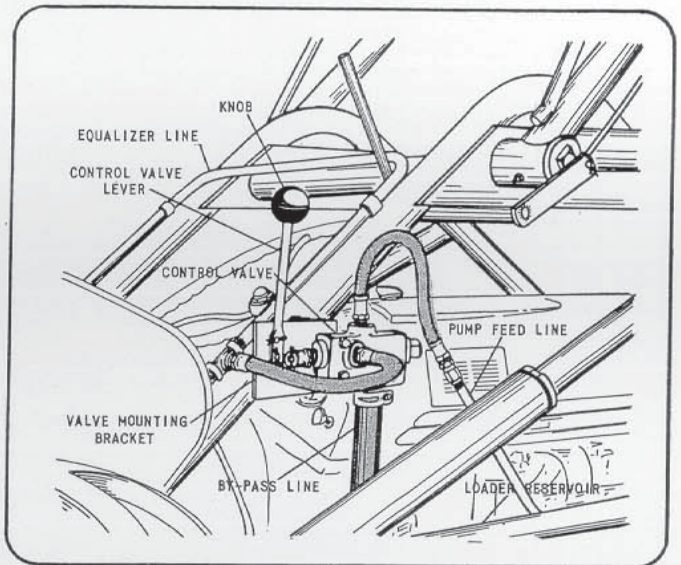 KNOB
EQUALIZER LINE
CONTROL VALVE
LEVER
CONTROL VALVE
PUMP FEED LINE
VALVE MOUNTING
BRACKET
BY-PASS LINE
LOADER RESERVOIR